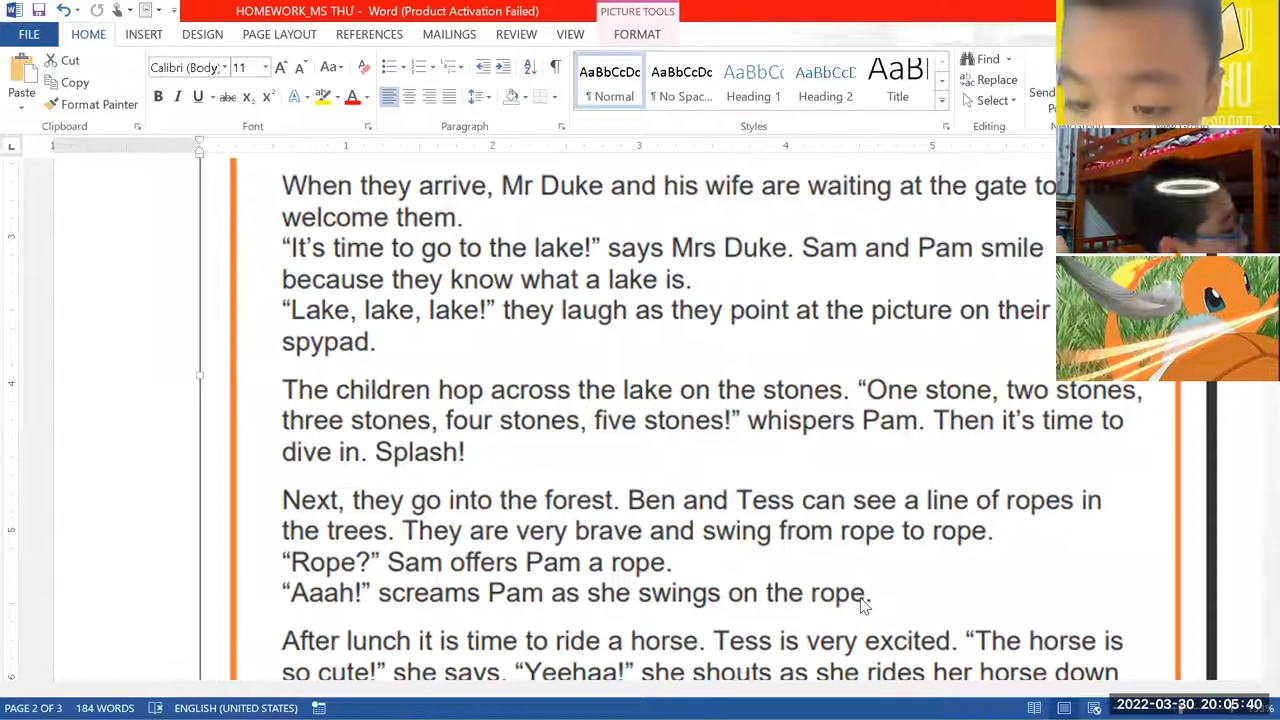 HOMEWORK_MS THƯ - Word (Product Activation Failed)
PICTURE TOOLS
FILE HOME INSERT DESIGN PAGE LAYOUT REFERENCES MAILINGS REVIEW VIEW FORMAT
Cut
Copy
Format Painter
Paste
Clipboard
Calibri (Body) 11
Font
Paragraph
AaBbCcDc AaBbCcDc AaBbCc AaBbCcD AaBbI
¶ Normal ¶ No Spac... Heading 1 Heading 2 Title
Styles
Find
Replace
Select
Editing
When they arrive, Mr Duke and his wife are waiting at the gate to
welcome them.
“It’s time to go to the lake!” says Mrs Duke. Sam and Pam smile
because they know what a lake is.
“Lake, lake, lake!” they laugh as they point at the picture on their
spypad.
The children hop across the lake on the stones. “One stone, two stones,
three stones, four stones, five stones!” whispers Pam. Then it’s time to
dive in. Splash!
Next, they go into the forest. Ben and Tess can see a line of ropes in
the trees. They are very brave and swing from rope to rope.
“Rope?” Sam offers Pam a rope.
“Aaah!” screams Pam as she swings on the rope.
After lunch it is time to ride a horse. Tess is very excited. “The horse is
so cute!” she says. “Yeehaa!” she shouts as she rides her horse down
PAGE 2 OF 3 184 WORDS ENGLISH (UNITED STATES)
2022-03-30 20:05:40